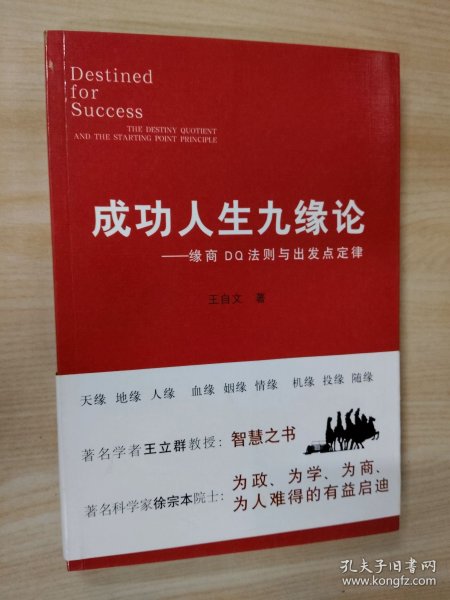 Destined
for
Success
THE DESTINY QUOTIENT
AND THE STARTING POINT PRINCIPLE
成功人生九缘论
——缘商 DQ 法则与出发点定律
王自文 著
天缘 地缘 人缘 血缘 姻缘 情缘 机缘 投缘 随缘
著名学者王立群教授：智慧之书
著名科学家徐宗本院士：为政、为学、为商、
为人难得的有益启迪
孔夫子旧书网
www.kongfz.com